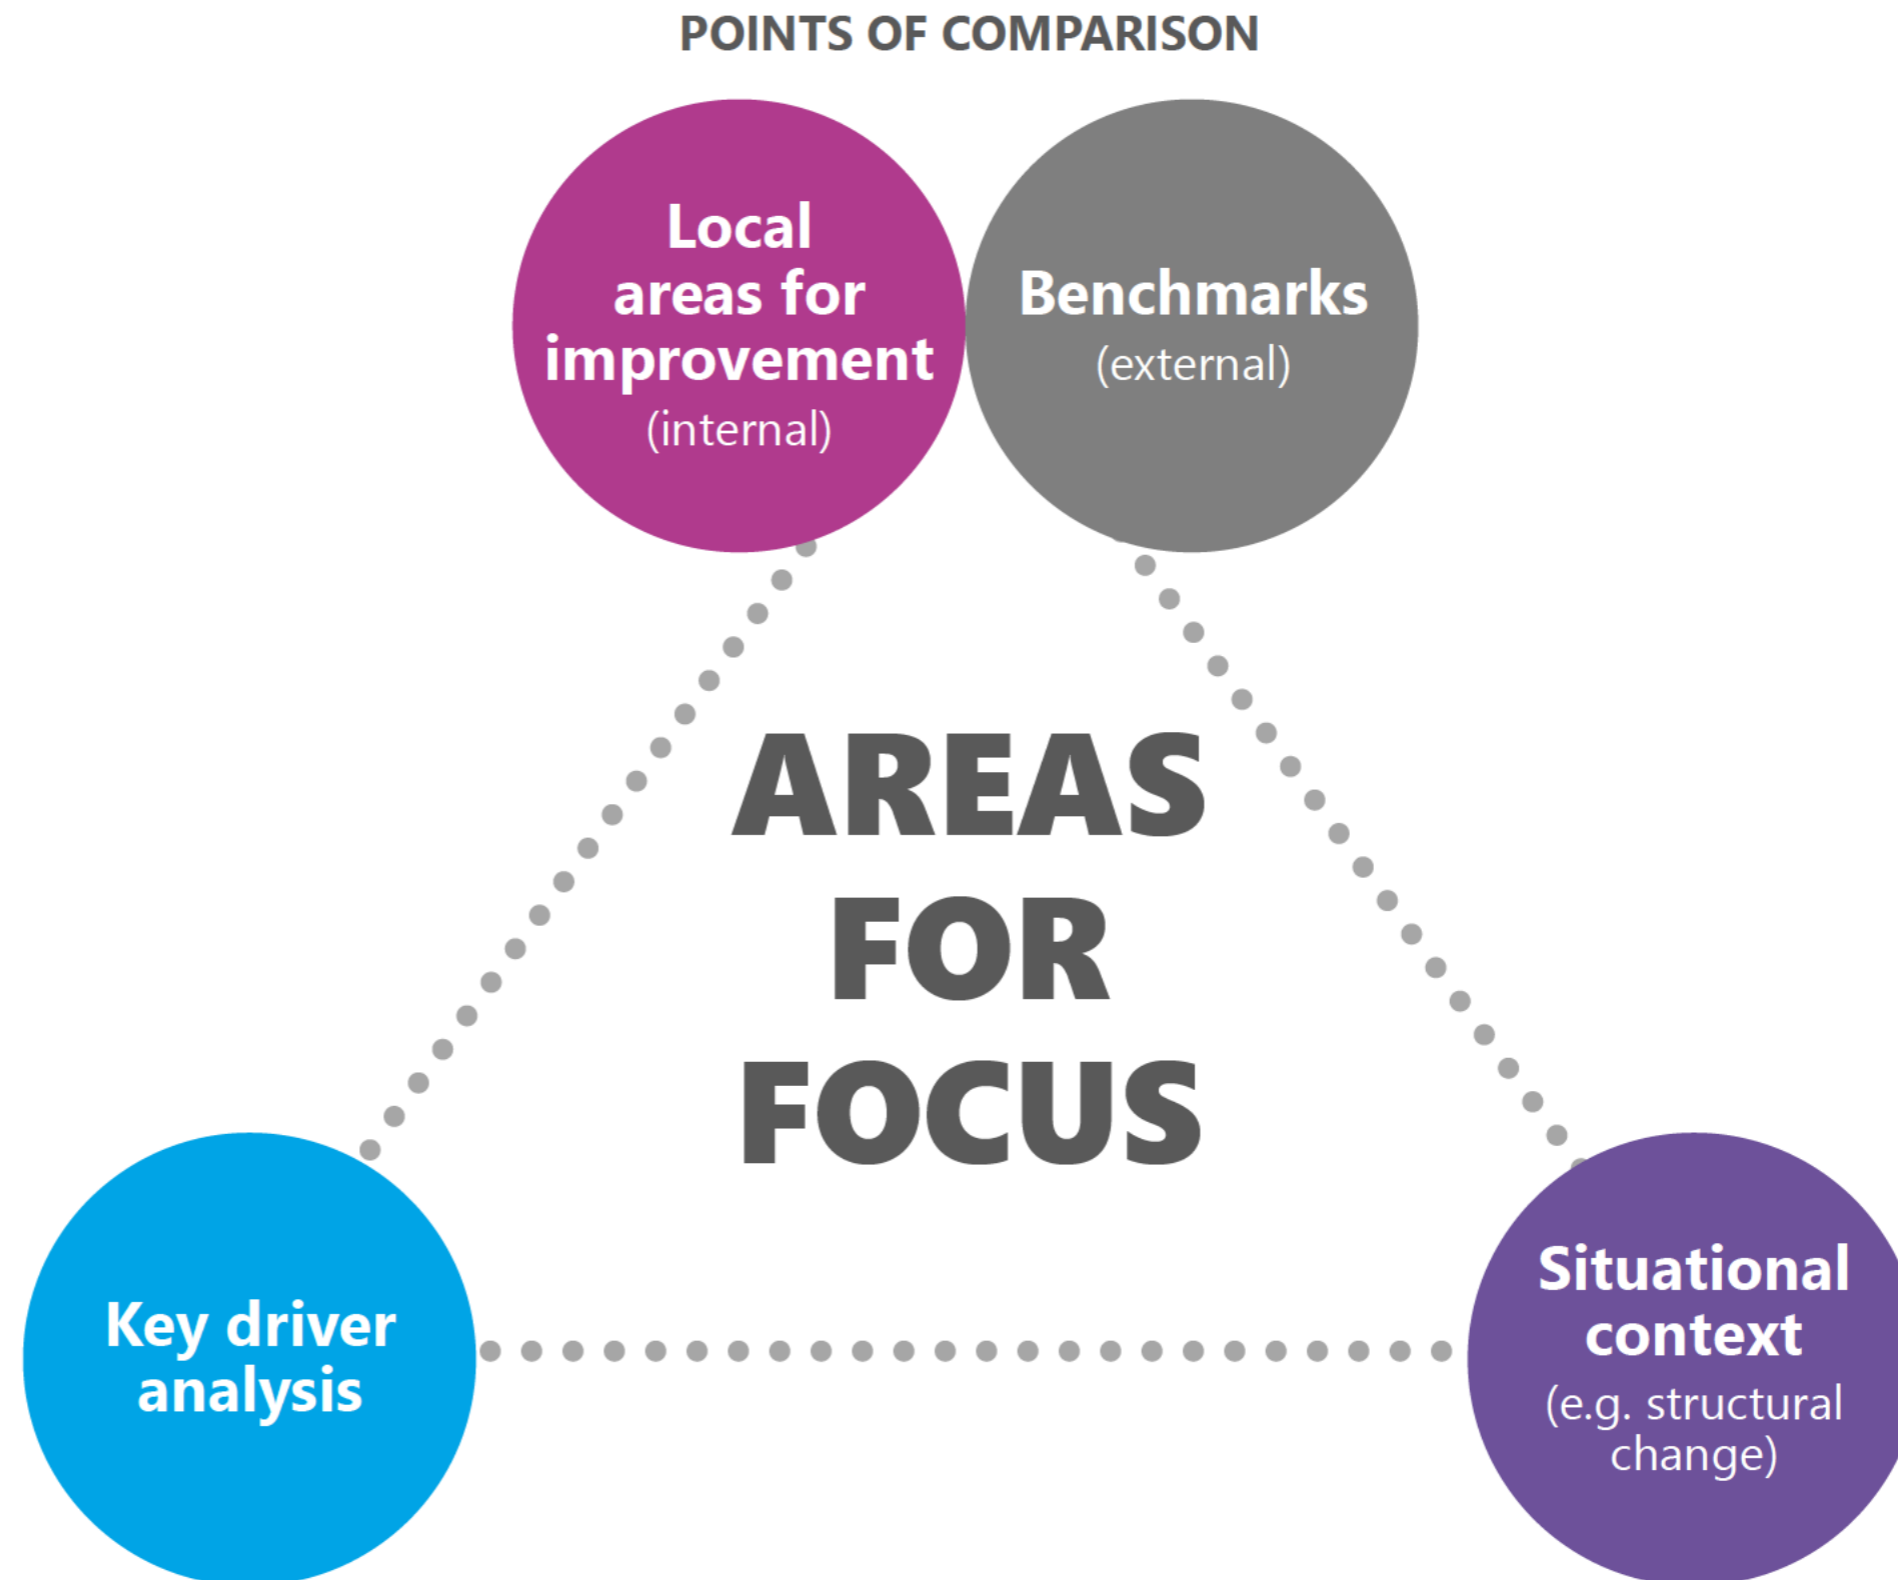 POINTS OF COMPARISON
Local
areas for
improvement
(internal)
Benchmarks
(external)
AREAS
FOR
FOCUS
Key driver
analysis
Situational
context
(e.g. structural
change)